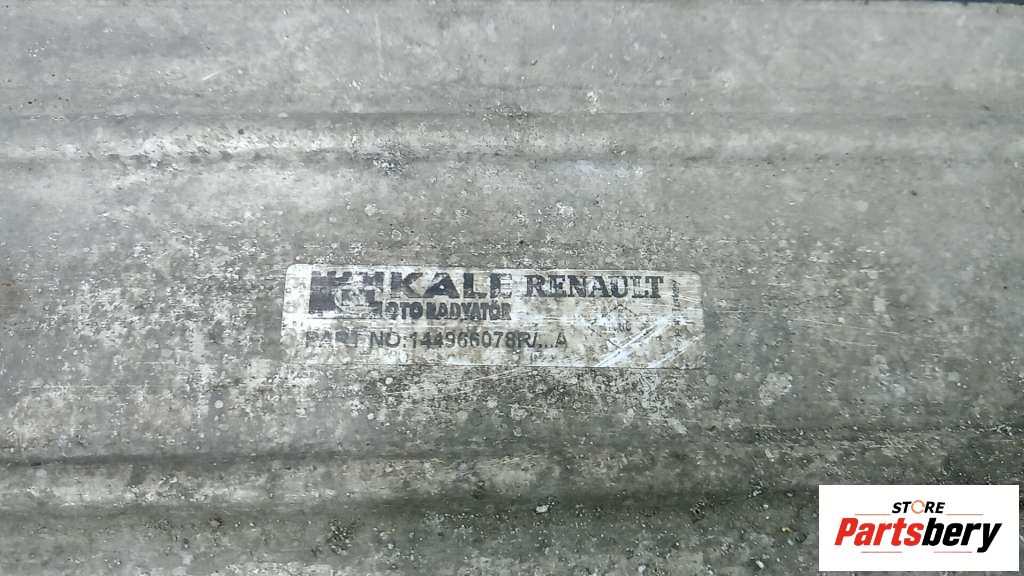 KALE RENAULT
OTO RADYATÖR
PART NO:144966078R/...A
STORE
Partsbery